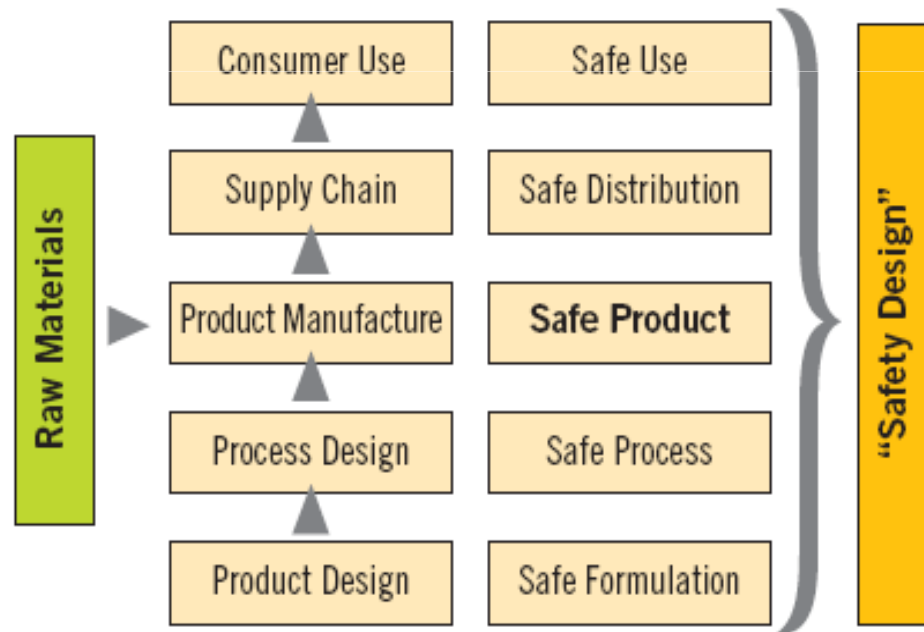 Consumer Use
Safe Use
Supply Chain
Safe Distribution
Raw Materials
Product Manufacture
Safe Product
“Safety Design”
Process Design
Safe Process
Product Design
Safe Formulation